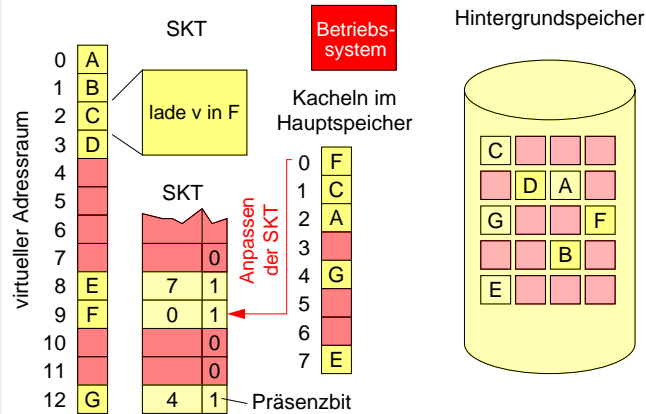 SKT
Betriebs-
system
Hintergrundspeicher
virtueller Adressraum
0 A
1 B
2 C
3 D
4
5
6
7
8 E
9 F
10
11
12 G
lade v in F
SKT
0
7 1
0 1
0
0
4 1
Präsenzbit
Anpassen
der SKT
Kacheln im
Hauptspeicher
0 F
1 C
2 A
3
4 G
5
6
7 E
C
D A
G F
B
E